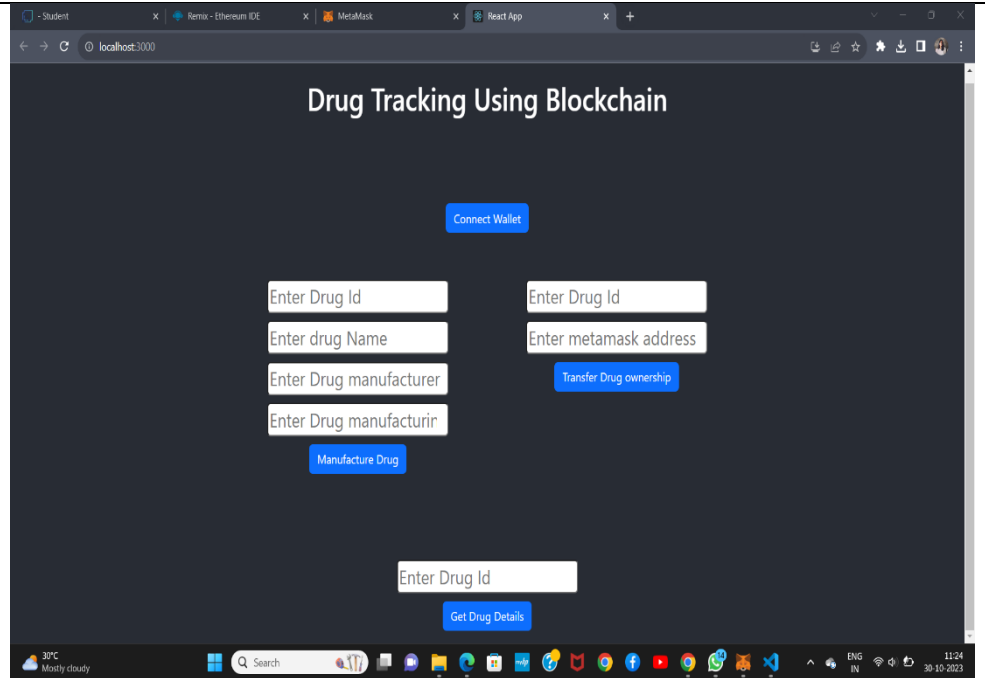 - Student
Remix - Ethereum IDE
MetaMask
React App
localhost:3000
Drug Tracking Using Blockchain
Connect Wallet
Enter Drug Id
Enter drug Name
Enter Drug manufacturer
Enter Drug manufacturin
Manufacture Drug
Enter Drug Id
Enter metamask address
Transfer Drug ownership
Enter Drug Id
Get Drug Details
30°C
Mostly cloudy
Search
ENG
IN
11:24
30-10-2023